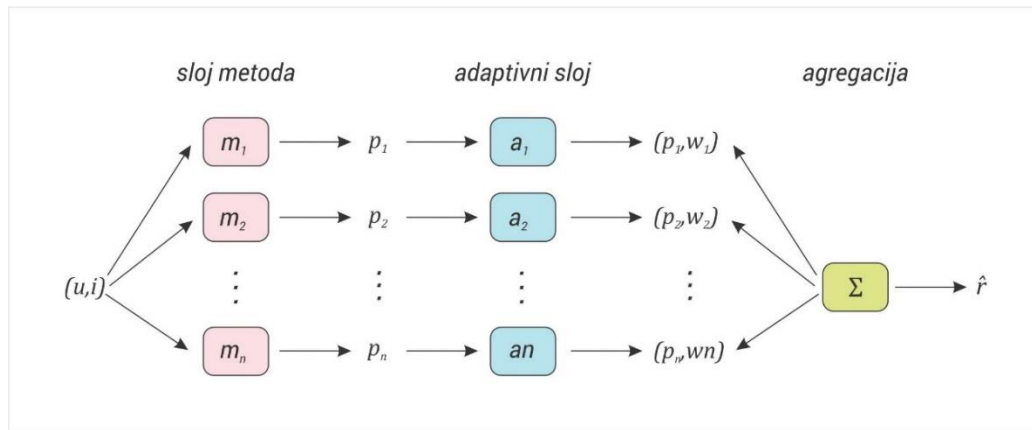 sloj metoda adaptivni sloj agregacija
m₁ p₁ a₁ (p₁,w₁)
m₂ p₂ a₂ (p₂,w₂)
(u,i) ⋮ ⋮ ⋮ ⋮ Σ r̂
mₙ pₙ an (pₙ,wn)